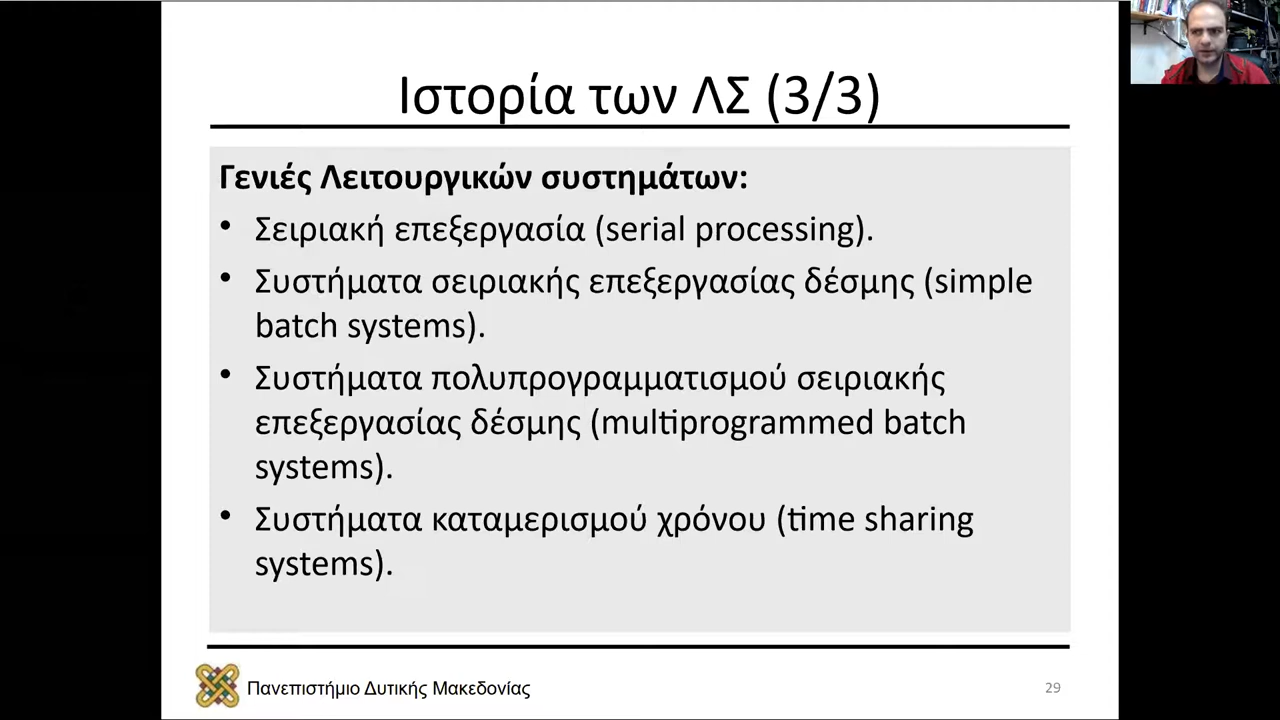 Ιστορία των ΛΣ (3/3)
Γενιές Λειτουργικών συστημάτων:
• Σειριακή επεξεργασία (serial processing).
• Συστήματα σειριακής επεξεργασίας δέσμης (simple
batch systems).
• Συστήματα πολυπρογραμματισμού σειριακής
επεξεργασίας δέσμης (multiprogrammed batch
systems).
• Συστήματα καταμερισμού χρόνου (time sharing
systems).
Πανεπιστήμιο Δυτικής Μακεδονίας
29